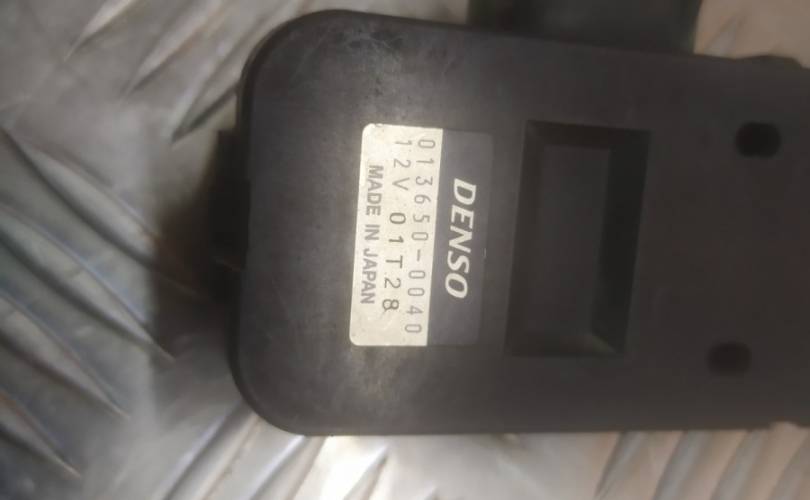 DENSO
013650-0040
12V 01T28
MADE IN JAPAN